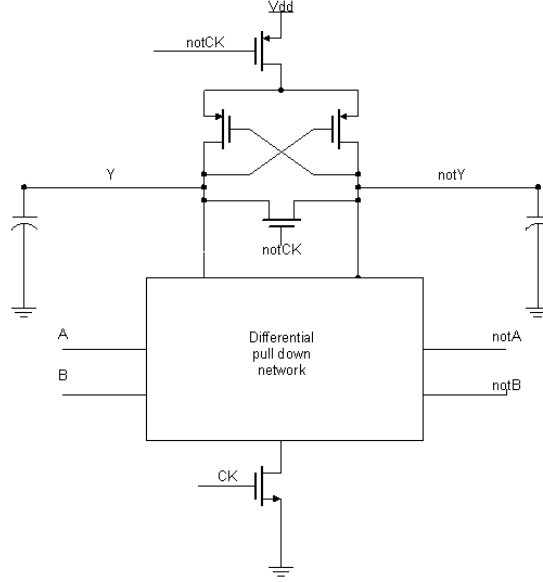 Vdd
notCK
Y
notY
notCK
A
Differential
pull down
network
notA
B
notB
CK